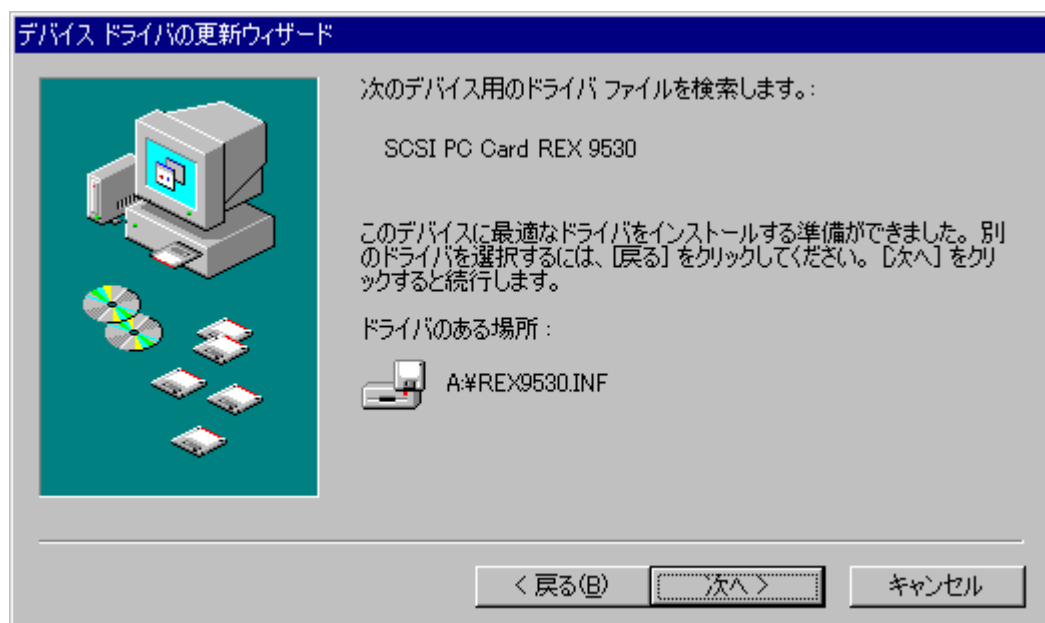 デバイス ドライバの更新ウィザード
次のデバイス用のドライバ ファイルを検索します。:
SCSI PC Card REX 9530
このデバイスに最適なドライバをインストールする準備ができました。別
のドライバを選択するには、[戻る] をクリックしてください。[次へ] をクリ
ックすると続行します。
ドライバのある場所 :
A:¥REX9530.INF
< 戻る(B)
次へ >
キャンセル